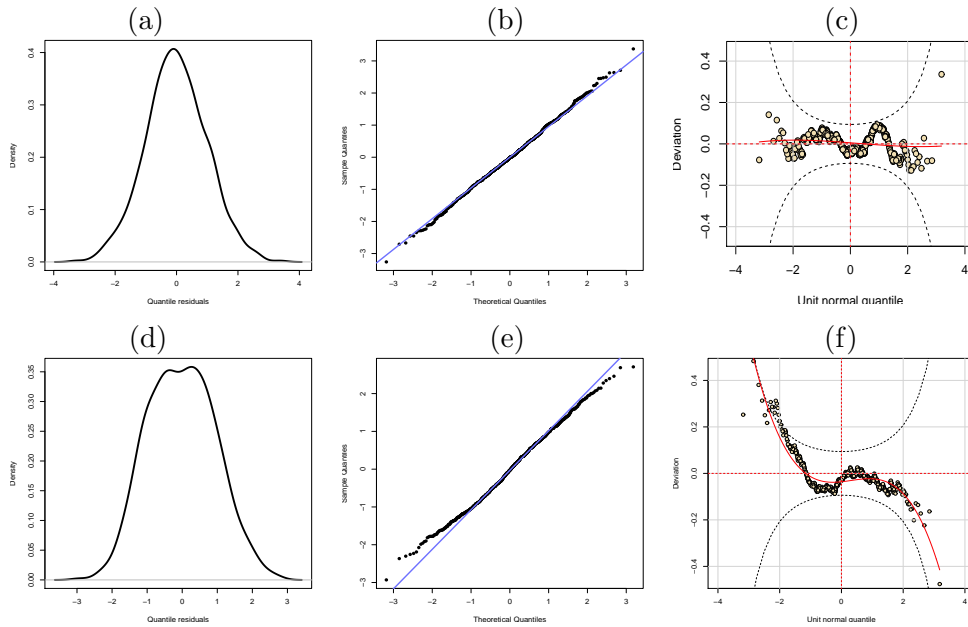 (a) (b) (c)
Density
0.0 0.1 0.2 0.3 0.4
−4 −2 0 2 4
Quantile residuals
Sample Quantiles
−3 −2 −1 0 1 2 3
−3 −2 −1 0 1 2 3
Theoretical Quantiles
Deviation
−0.4 −0.2 0.0 0.2 0.4
−4 −2 0 2 4
Unit normal quantile
(d) (e) (f)
Density
0.00 0.05 0.10 0.15 0.20 0.25 0.30 0.35
−3 −2 −1 0 1 2 3
Quantile residuals
Sample Quantiles
−3 −2 −1 0 1 2
−3 −2 −1 0 1 2 3
Theoretical Quantiles
Deviation
−0.4 −0.2 0.0 0.2 0.4
−4 −2 0 2 4
Unit normal quantile